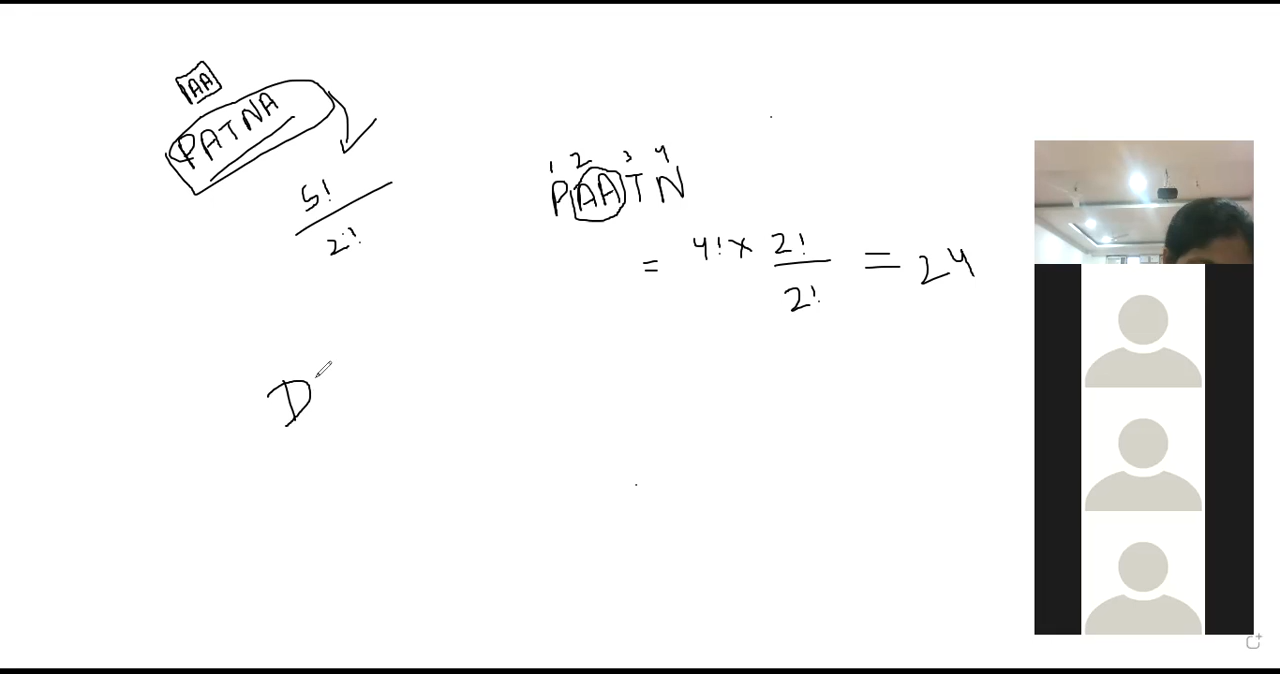 AA
PATNA
5!
2!
1 2 3 4
PAATN
= 4! × 2! / 2! = 24
D